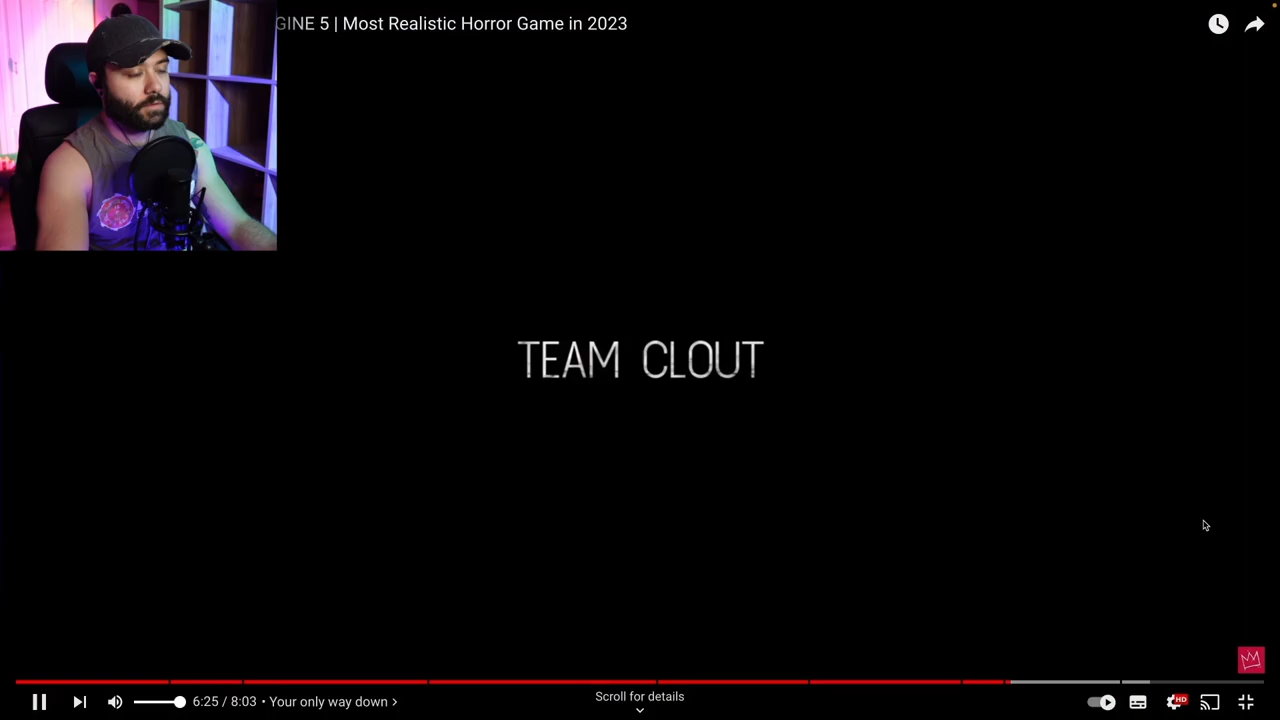 GINE 5 | Most Realistic Horror Game in 2023
TEAM CLOUT
6:25 / 8:03 • Your only way down >
Scroll for details
HD